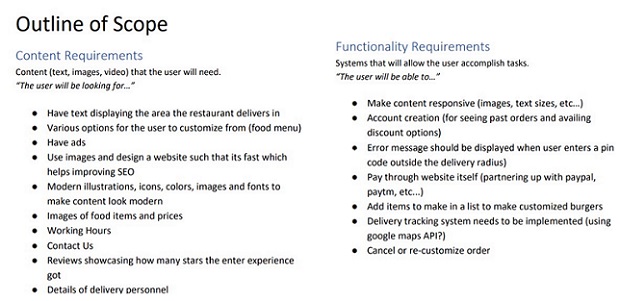 Outline of Scope
Content Requirements
Content (text, images, video) that the user will need.
"The user will be looking for…"
● Have text displaying the area the restaurant delivers in
● Various options for the user to customize from (food menu)
● Have ads
● Use images and design a website such that its fast which
helps improving SEO
● Modern illustrations, icons, colors, images and fonts to
make content look modern
● Images of food items and prices
● Working Hours
● Contact Us
● Reviews showcasing how many stars the enter experience
got
● Details of delivery personnel
Functionality Requirements
Systems that will allow the user accomplish tasks.
"The user will be able to…"
● Make content responsive (images, text sizes, etc…)
● Account creation (for seeing past orders and availing
discount options)
● Error message should be displayed when user enters a pin
code outside the delivery radius)
● Pay through website itself (partnering up with paypal,
paytm, etc...)
● Add items to make in a list to make customized burgers
● Delivery tracking system needs to be implemented (using
google maps API?)
● Cancel or re-customize order